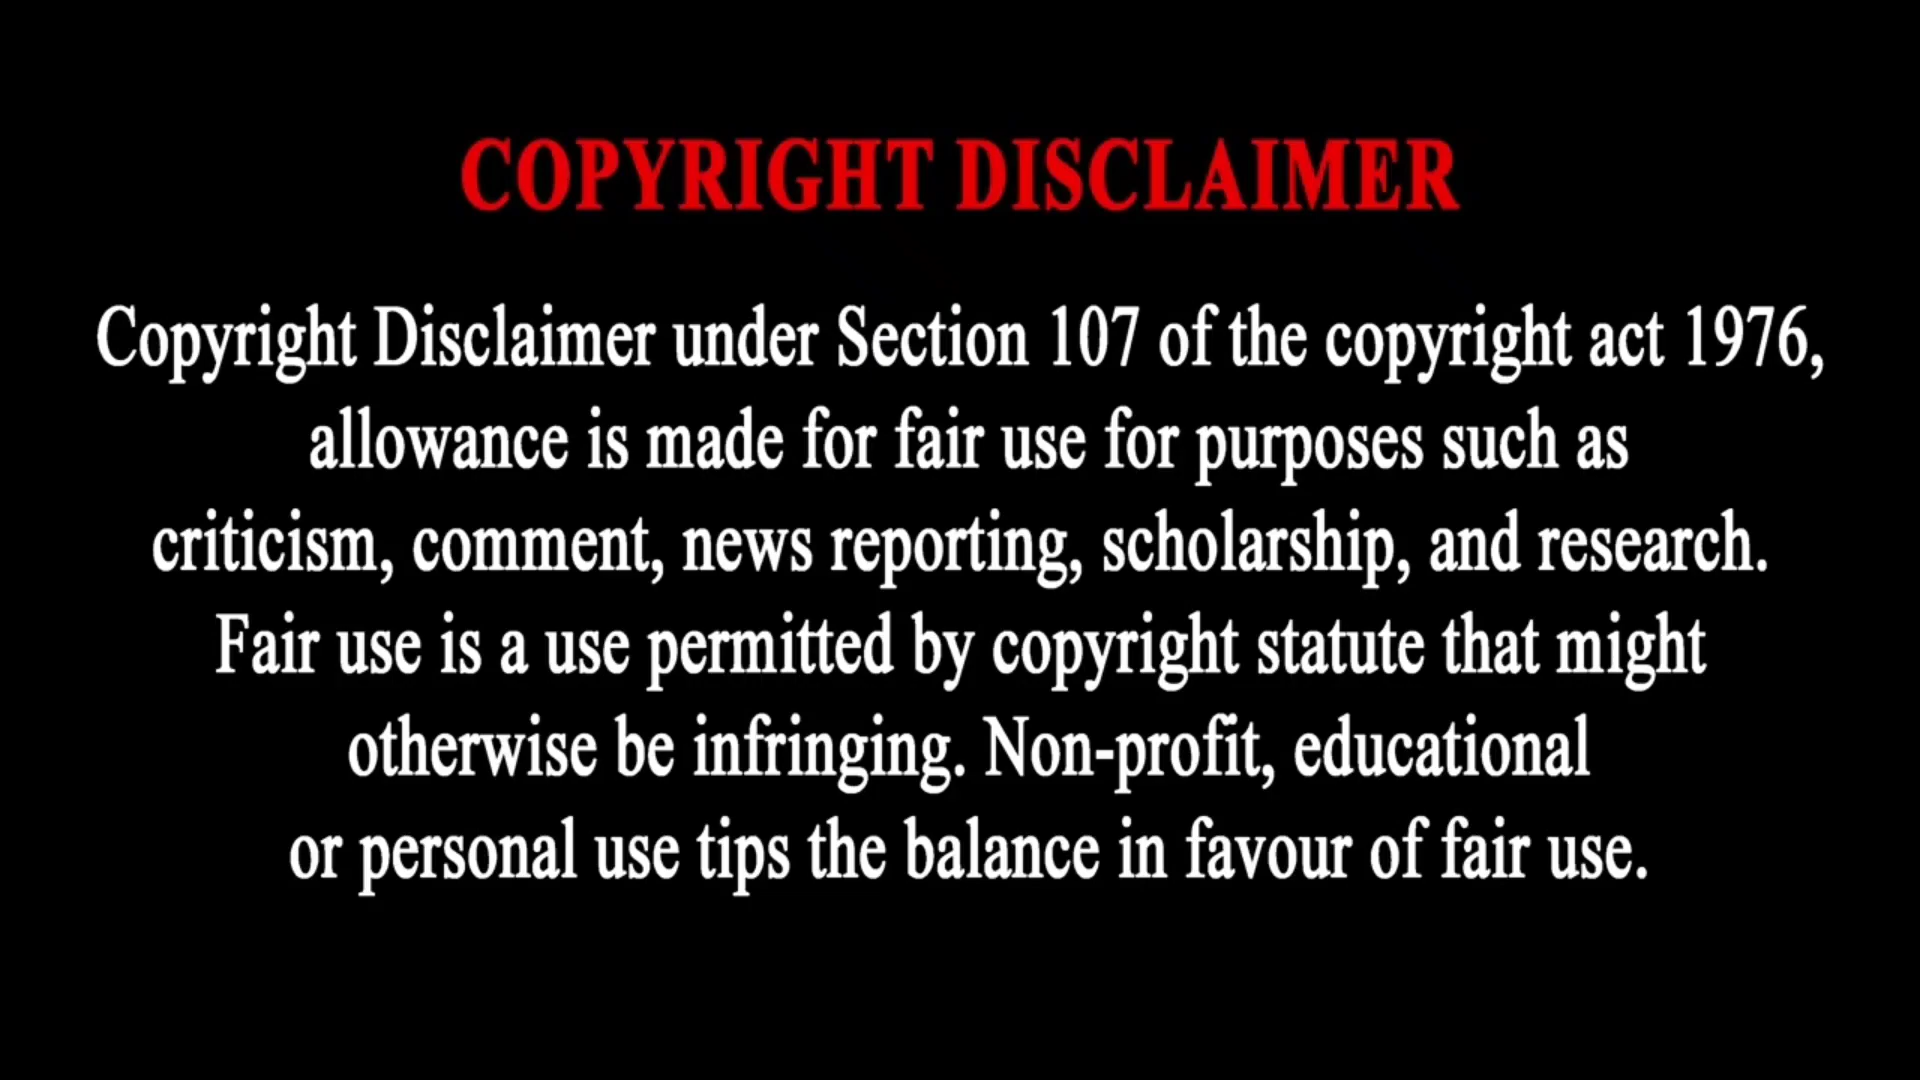 COPYRIGHT DISCLAIMER
Copyright Disclaimer under Section 107 of the copyright act 1976,
allowance is made for fair use for purposes such as
criticism, comment, news reporting, scholarship, and research.
Fair use is a use permitted by copyright statute that might
otherwise be infringing. Non-profit, educational
or personal use tips the balance in favour of fair use.